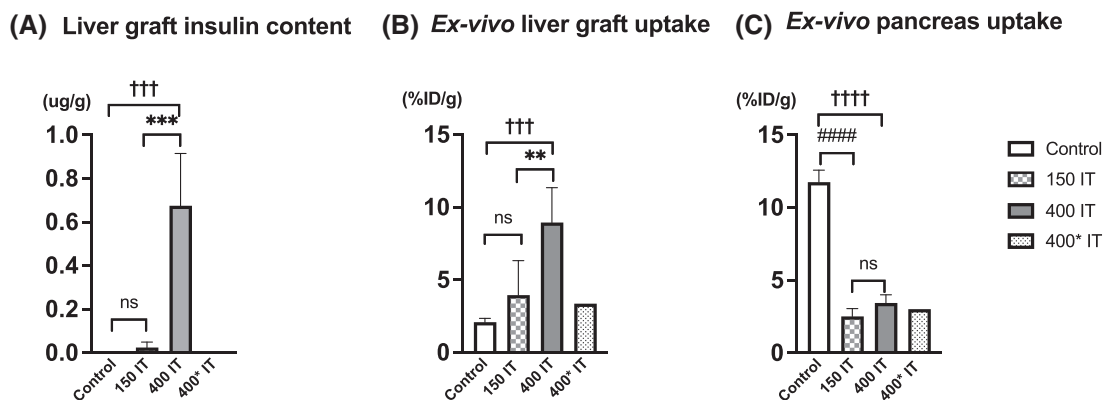 (A) Liver graft insulin content
(B) Ex-vivo liver graft uptake
(C) Ex-vivo pancreas uptake
(ug/g)
†††
***
ns
1.0
0.8
0.6
0.4
0.2
0.0
Control
150 IT
400 IT
400* IT
(%ID/g)
†††
**
ns
15
10
5
0
Control
150 IT
400 IT
400* IT
(%ID/g)
††††
####
ns
15
10
5
0
Control
150 IT
400 IT
400* IT
Control
150 IT
400 IT
400* IT